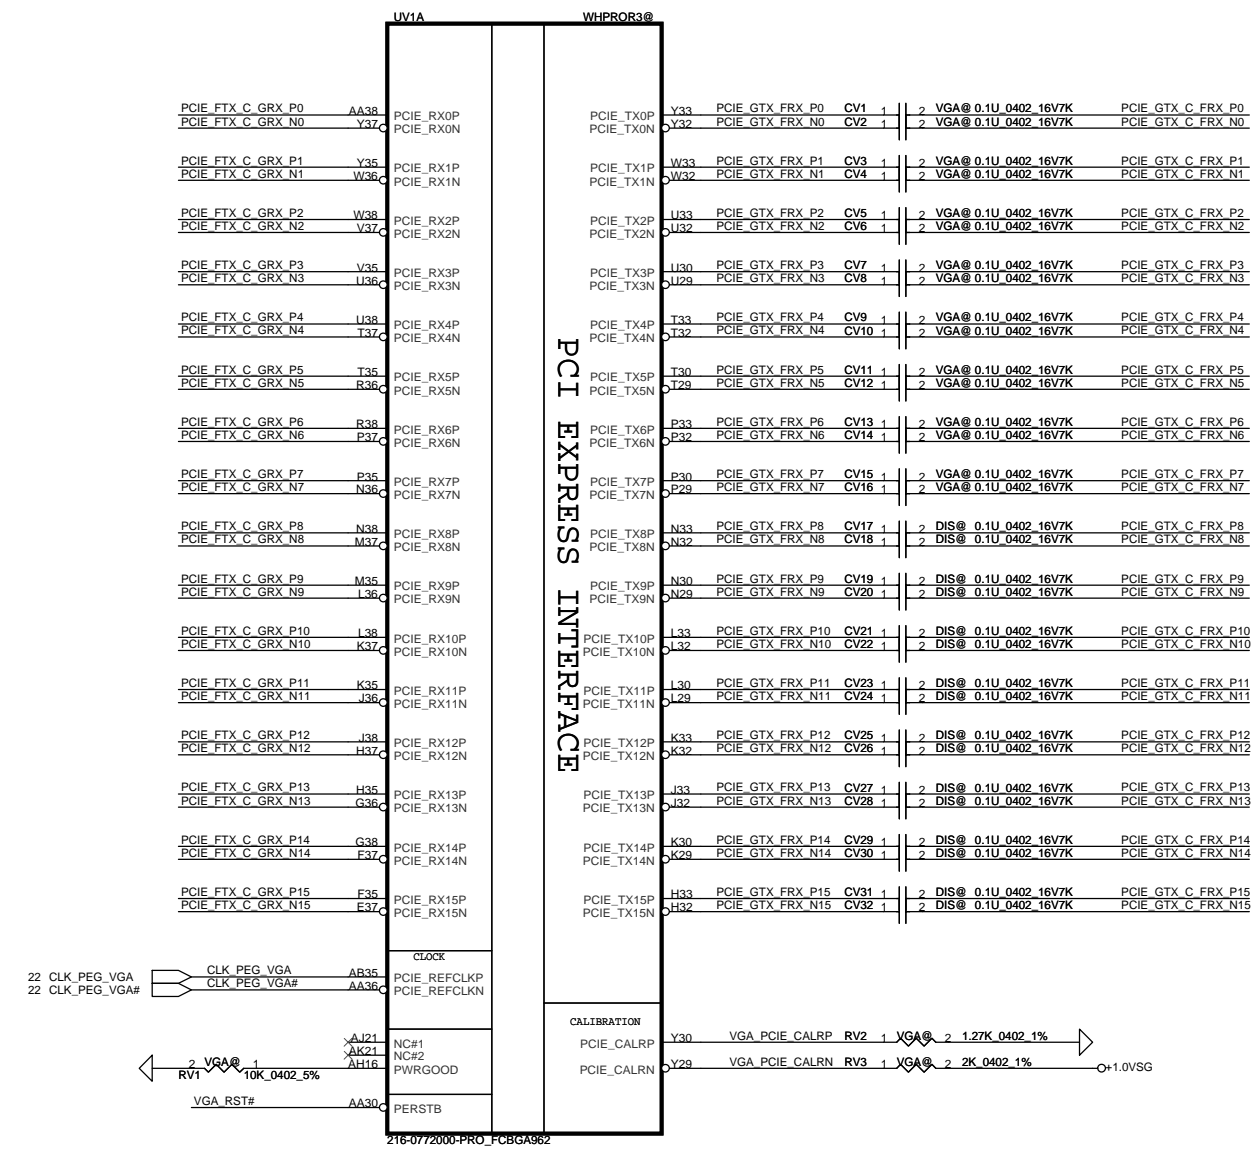 UV1A WHPROR3@
PCIE_FTX_C_GRX_P0 AA38 PCIE_RX0P PCIE_TX0P Y33 PCIE_GTX_FRX_P0 CV1 1 2 VGA@ 0.1U_0402_16V7K PCIE_GTX_C_FRX_P0
PCIE_FTX_C_GRX_N0 Y37 PCIE_RX0N PCIE_TX0N Y32 PCIE_GTX_FRX_N0 CV2 1 2 VGA@ 0.1U_0402_16V7K PCIE_GTX_C_FRX_N0
PCIE_FTX_C_GRX_P1 Y35 PCIE_RX1P PCIE_TX1P W33 PCIE_GTX_FRX_P1 CV3 1 2 VGA@ 0.1U_0402_16V7K PCIE_GTX_C_FRX_P1
PCIE_FTX_C_GRX_N1 W36 PCIE_RX1N PCIE_TX1N W32 PCIE_GTX_FRX_N1 CV4 1 2 VGA@ 0.1U_0402_16V7K PCIE_GTX_C_FRX_N1
PCIE_FTX_C_GRX_P2 W38 PCIE_RX2P PCIE_TX2P U33 PCIE_GTX_FRX_P2 CV5 1 2 VGA@ 0.1U_0402_16V7K PCIE_GTX_C_FRX_P2
PCIE_FTX_C_GRX_N2 V37 PCIE_RX2N PCIE_TX2N U32 PCIE_GTX_FRX_N2 CV6 1 2 VGA@ 0.1U_0402_16V7K PCIE_GTX_C_FRX_N2
PCIE_FTX_C_GRX_P3 V35 PCIE_RX3P PCIE_TX3P U30 PCIE_GTX_FRX_P3 CV7 1 2 VGA@ 0.1U_0402_16V7K PCIE_GTX_C_FRX_P3
PCIE_FTX_C_GRX_N3 U36 PCIE_RX3N PCIE_TX3N U29 PCIE_GTX_FRX_N3 CV8 1 2 VGA@ 0.1U_0402_16V7K PCIE_GTX_C_FRX_N3
PCIE_FTX_C_GRX_P4 U38 PCIE_RX4P PCIE_TX4P T33 PCIE_GTX_FRX_P4 CV9 1 2 VGA@ 0.1U_0402_16V7K PCIE_GTX_C_FRX_P4
PCIE_FTX_C_GRX_N4 T37 PCIE_RX4N PCIE_TX4N T32 PCIE_GTX_FRX_N4 CV10 1 2 VGA@ 0.1U_0402_16V7K PCIE_GTX_C_FRX_N4
PCIE_FTX_C_GRX_P5 T35 PCIE_RX5P PCIE_TX5P T30 PCIE_GTX_FRX_P5 CV11 1 2 VGA@ 0.1U_0402_16V7K PCIE_GTX_C_FRX_P5
PCIE_FTX_C_GRX_N5 R36 PCIE_RX5N PCIE_TX5N T29 PCIE_GTX_FRX_N5 CV12 1 2 VGA@ 0.1U_0402_16V7K PCIE_GTX_C_FRX_N5
PCIE_FTX_C_GRX_P6 R38 PCIE_RX6P PCIE_TX6P P33 PCIE_GTX_FRX_P6 CV13 1 2 VGA@ 0.1U_0402_16V7K PCIE_GTX_C_FRX_P6
PCIE_FTX_C_GRX_N6 P37 PCIE_RX6N PCIE_TX6N P32 PCIE_GTX_FRX_N6 CV14 1 2 VGA@ 0.1U_0402_16V7K PCIE_GTX_C_FRX_N6
PCIE_FTX_C_GRX_P7 P35 PCIE_RX7P PCIE_TX7P P30 PCIE_GTX_FRX_P7 CV15 1 2 VGA@ 0.1U_0402_16V7K PCIE_GTX_C_FRX_P7
PCIE_FTX_C_GRX_N7 N36 PCIE_RX7N PCIE_TX7N P29 PCIE_GTX_FRX_N7 CV16 1 2 VGA@ 0.1U_0402_16V7K PCIE_GTX_C_FRX_N7
PCIE_FTX_C_GRX_P8 N38 PCIE_RX8P PCIE_TX8P N33 PCIE_GTX_FRX_P8 CV17 1 2 DIS@ 0.1U_0402_16V7K PCIE_GTX_C_FRX_P8
PCIE_FTX_C_GRX_N8 M37 PCIE_RX8N PCIE_TX8N N32 PCIE_GTX_FRX_N8 CV18 1 2 DIS@ 0.1U_0402_16V7K PCIE_GTX_C_FRX_N8
PCIE_FTX_C_GRX_P9 M35 PCIE_RX9P PCIE_TX9P N30 PCIE_GTX_FRX_P9 CV19 1 2 DIS@ 0.1U_0402_16V7K PCIE_GTX_C_FRX_P9
PCIE_FTX_C_GRX_N9 L36 PCIE_RX9N PCIE_TX9N N29 PCIE_GTX_FRX_N9 CV20 1 2 DIS@ 0.1U_0402_16V7K PCIE_GTX_C_FRX_N9
PCIE_FTX_C_GRX_P10 L38 PCIE_RX10P PCIE_TX10P L33 PCIE_GTX_FRX_P10 CV21 1 2 DIS@ 0.1U_0402_16V7K PCIE_GTX_C_FRX_P10
PCIE_FTX_C_GRX_N10 K37 PCIE_RX10N PCIE_TX10N L32 PCIE_GTX_FRX_N10 CV22 1 2 DIS@ 0.1U_0402_16V7K PCIE_GTX_C_FRX_N10
PCIE_FTX_C_GRX_P11 K35 PCIE_RX11P PCIE_TX11P L30 PCIE_GTX_FRX_P11 CV23 1 2 DIS@ 0.1U_0402_16V7K PCIE_GTX_C_FRX_P11
PCIE_FTX_C_GRX_N11 J36 PCIE_RX11N PCIE_TX11N L29 PCIE_GTX_FRX_N11 CV24 1 2 DIS@ 0.1U_0402_16V7K PCIE_GTX_C_FRX_N11
PCIE_FTX_C_GRX_P12 J38 PCIE_RX12P PCIE_TX12P K33 PCIE_GTX_FRX_P12 CV25 1 2 DIS@ 0.1U_0402_16V7K PCIE_GTX_C_FRX_P12
PCIE_FTX_C_GRX_N12 H37 PCIE_RX12N PCIE_TX12N K32 PCIE_GTX_FRX_N12 CV26 1 2 DIS@ 0.1U_0402_16V7K PCIE_GTX_C_FRX_N12
PCIE_FTX_C_GRX_P13 H35 PCIE_RX13P PCIE_TX13P J33 PCIE_GTX_FRX_P13 CV27 1 2 DIS@ 0.1U_0402_16V7K PCIE_GTX_C_FRX_P13
PCIE_FTX_C_GRX_N13 G36 PCIE_RX13N PCIE_TX13N J32 PCIE_GTX_FRX_N13 CV28 1 2 DIS@ 0.1U_0402_16V7K PCIE_GTX_C_FRX_N13
PCIE_FTX_C_GRX_P14 G38 PCIE_RX14P PCIE_TX14P K30 PCIE_GTX_FRX_P14 CV29 1 2 DIS@ 0.1U_0402_16V7K PCIE_GTX_C_FRX_P14
PCIE_FTX_C_GRX_N14 F37 PCIE_RX14N PCIE_TX14N K29 PCIE_GTX_FRX_N14 CV30 1 2 DIS@ 0.1U_0402_16V7K PCIE_GTX_C_FRX_N14
PCIE_FTX_C_GRX_P15 F35 PCIE_RX15P PCIE_TX15P H33 PCIE_GTX_FRX_P15 CV31 1 2 DIS@ 0.1U_0402_16V7K PCIE_GTX_C_FRX_P15
PCIE_FTX_C_GRX_N15 E37 PCIE_RX15N PCIE_TX15N H32 PCIE_GTX_FRX_N15 CV32 1 2 DIS@ 0.1U_0402_16V7K PCIE_GTX_C_FRX_N15
PCI EXPRESS INTERFACE
CLOCK
22 CLK_PEG_VGA CLK_PEG_VGA AB35 PCIE_REFCLKP
22 CLK_PEG_VGA# CLK_PEG_VGA# AA36 PCIE_REFCLKN
CALIBRATION
AJ21 NC#1 PCIE_CALRP Y30 VGA_PCIE_CALRP RV2 1 VGA@ 2 1.27K_0402_1%
AK21 NC#2
2 VGA@ 1 AH16 PWRGOOD PCIE_CALRN Y29 VGA_PCIE_CALRN RV3 1 VGA@ 2 2K_0402_1% +1.0VSG
RV1 10K_0402_5%
VGA_RST# AA30 PERSTB
216-0772000-PRO_FCBGA962